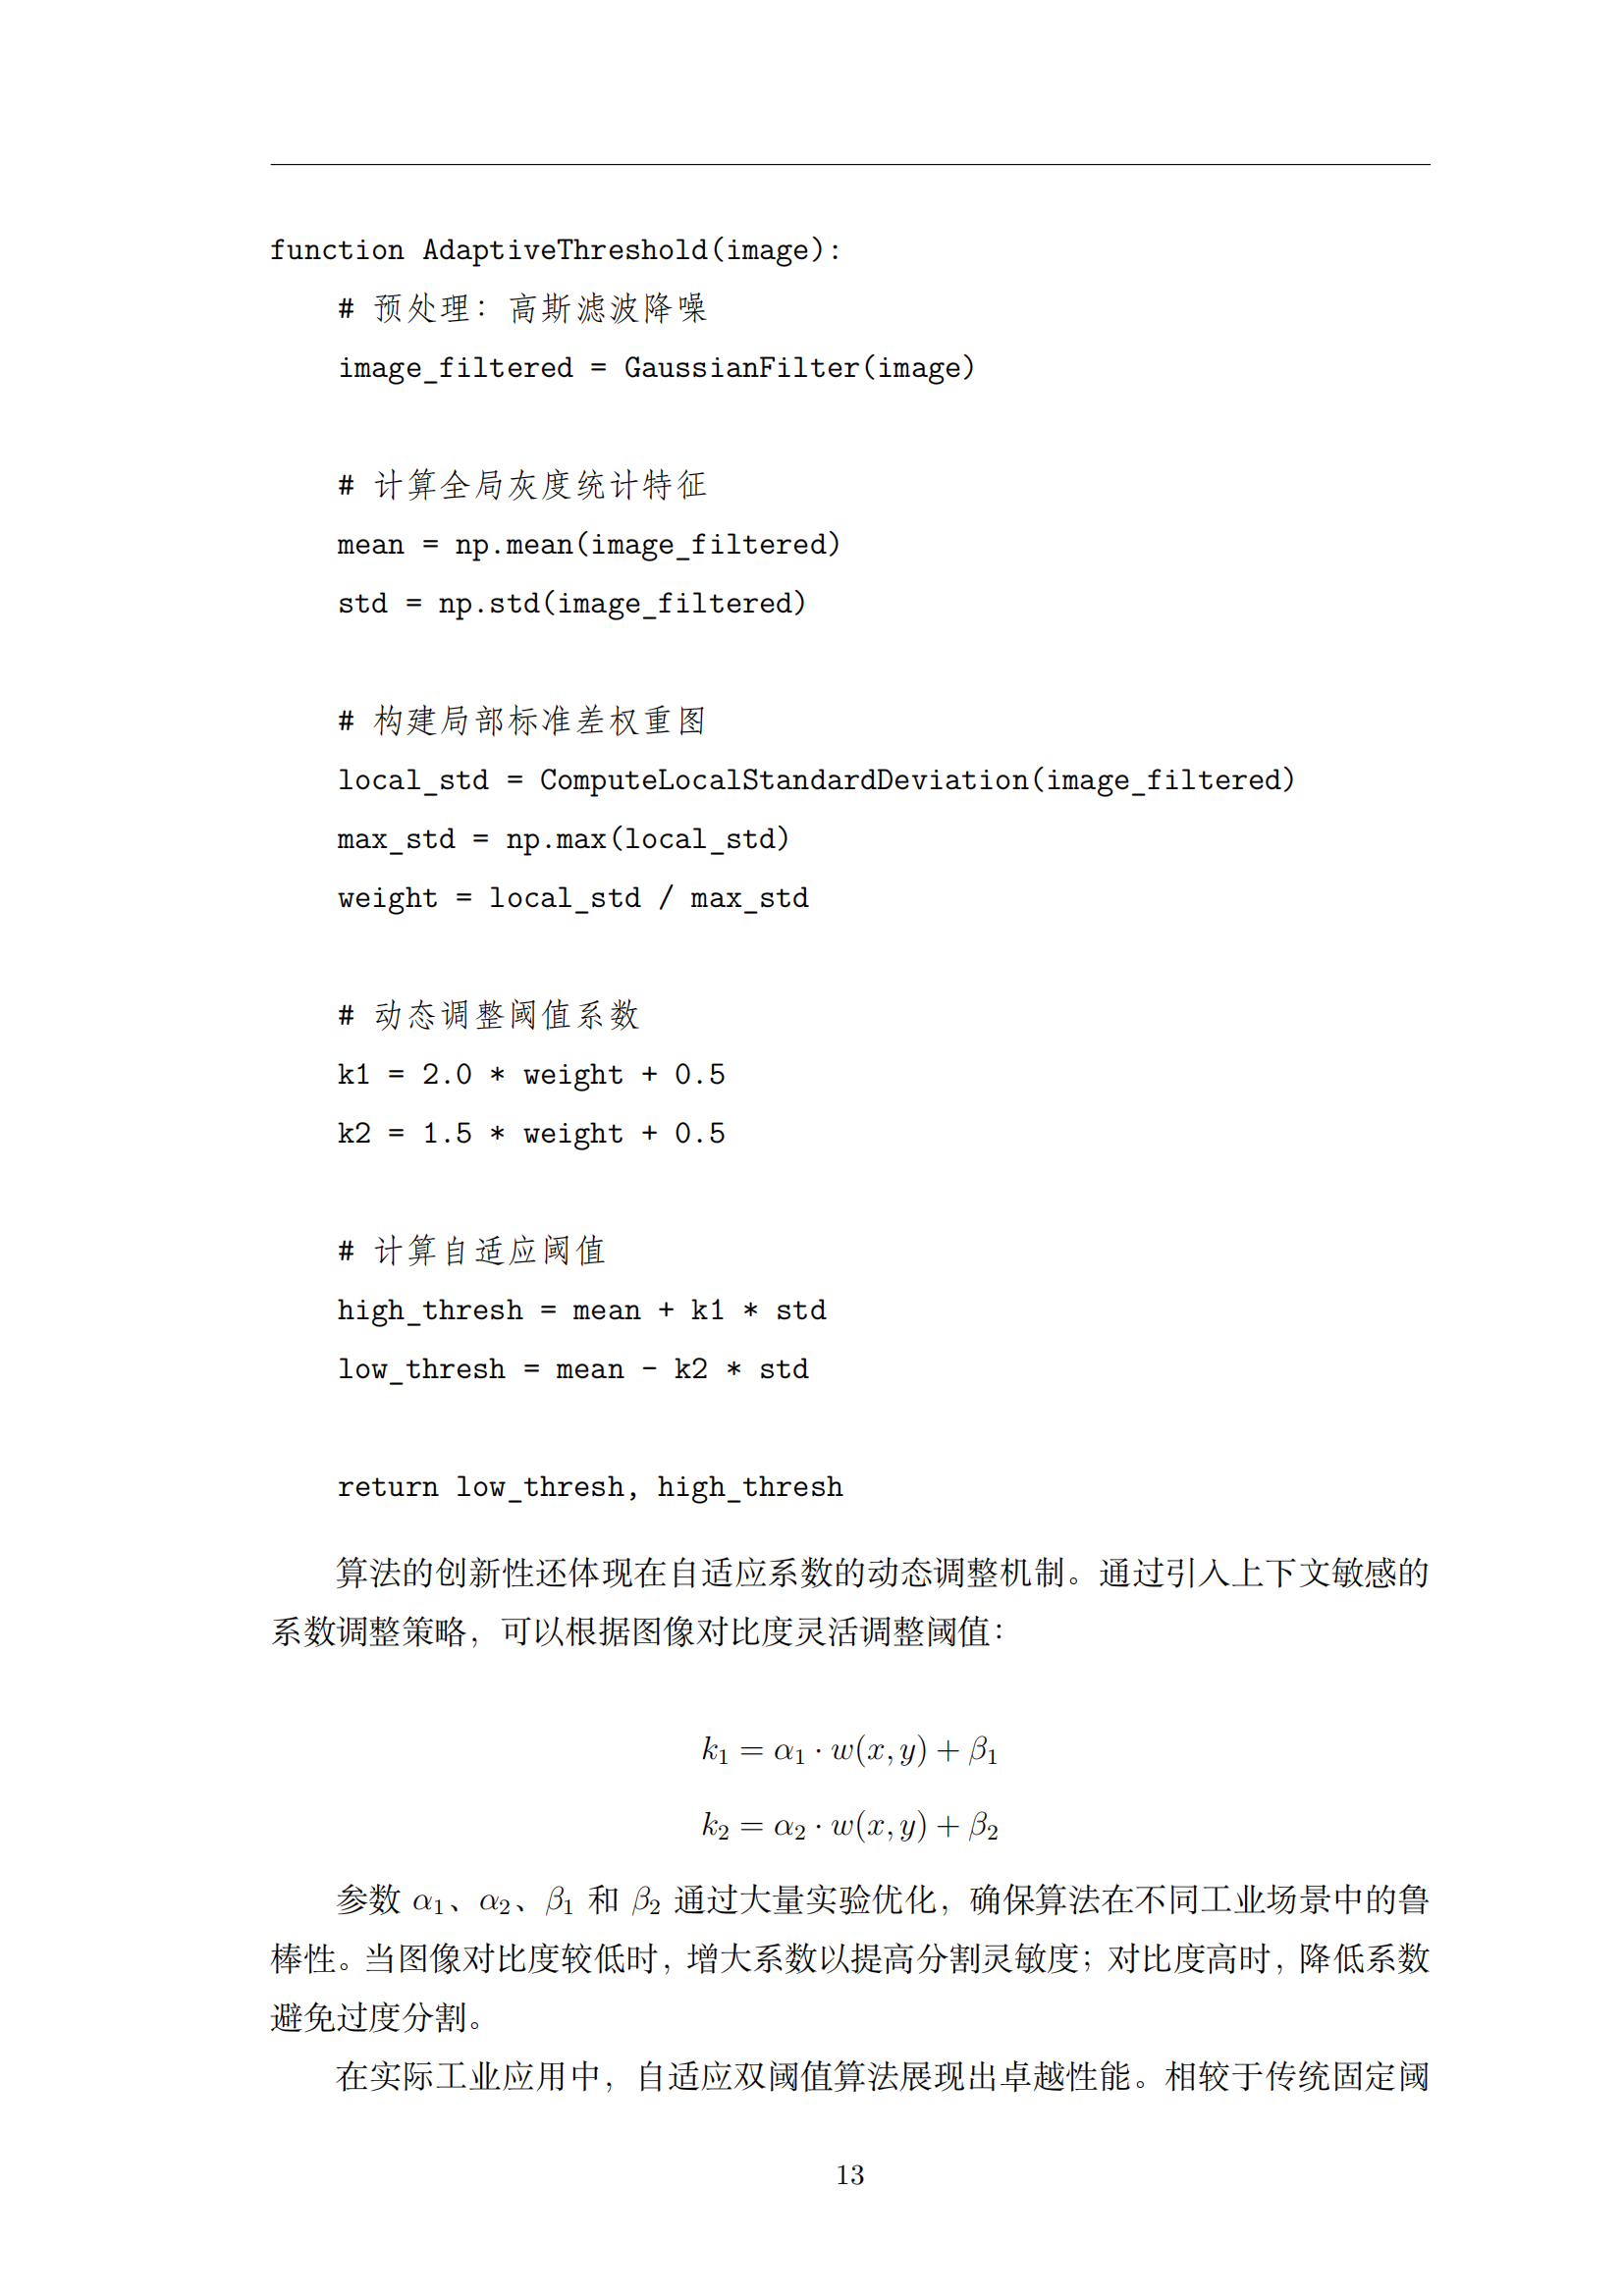 function AdaptiveThreshold(image):
# 预处理：高斯滤波降噪
image_filtered = GaussianFilter(image)
# 计算全局灰度统计特征
mean = np.mean(image_filtered)
std = np.std(image_filtered)
# 构建局部标准差权重图
local_std = ComputeLocalStandardDeviation(image_filtered)
max_std = np.max(local_std)
weight = local_std / max_std
# 动态调整阈值系数
k1 = 2.0 * weight + 0.5
k2 = 1.5 * weight + 0.5
# 计算自适应阈值
high_thresh = mean + k1 * std
low_thresh = mean - k2 * std
return low_thresh, high_thresh
算法的创新性还体现在自适应系数的动态调整机制。通过引入上下文敏感的
系数调整策略，可以根据图像对比度灵活调整阈值：
k₁ = α₁ · w(x, y) + β₁
k₂ = α₂ · w(x, y) + β₂
参数 α₁、α₂、β₁ 和 β₂ 通过大量实验优化，确保算法在不同工业场景中的鲁
棒性。当图像对比度较低时，增大系数以提高分割灵敏度；对比度高时，降低系数
避免过度分割。
在实际工业应用中，自适应双阈值算法展现出卓越性能。相较于传统固定阈
13